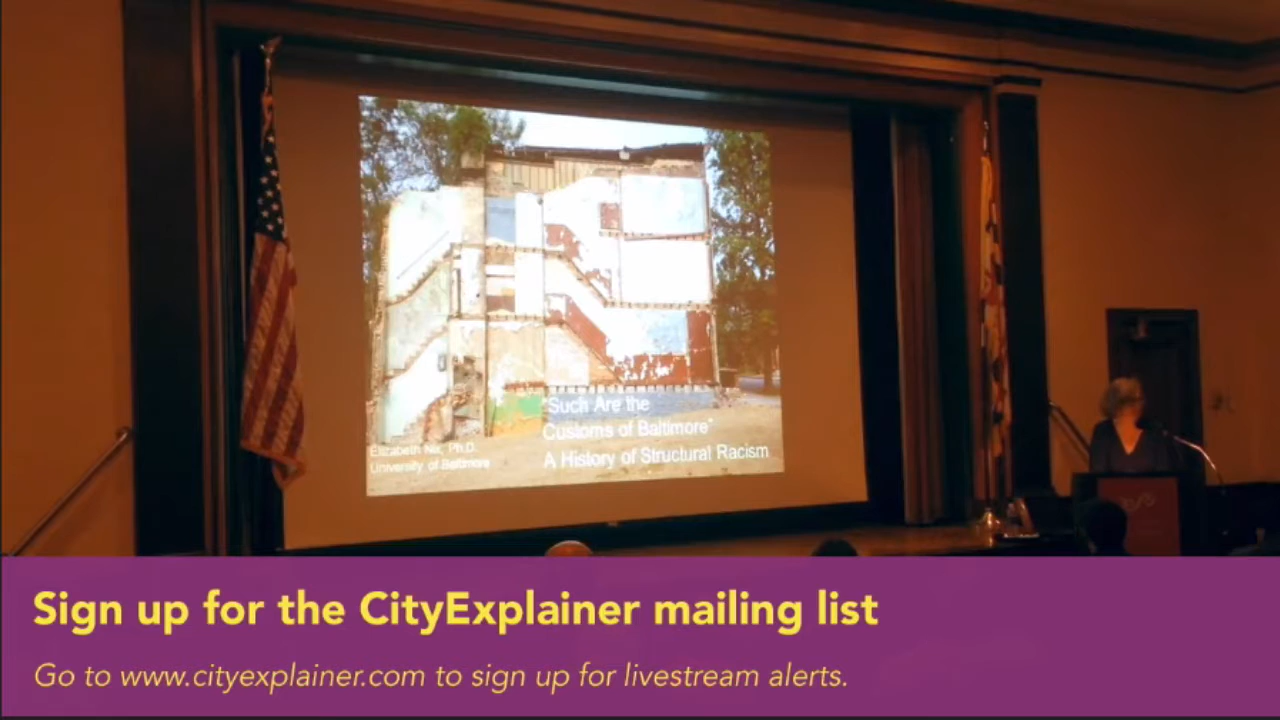 "Such Are the
Customs of Baltimore"
A History of Structural Racism
Elizabeth Nix, Ph.D.
University of Baltimore
Sign up for the CityExplainer mailing list
Go to www.cityexplainer.com to sign up for livestream alerts.